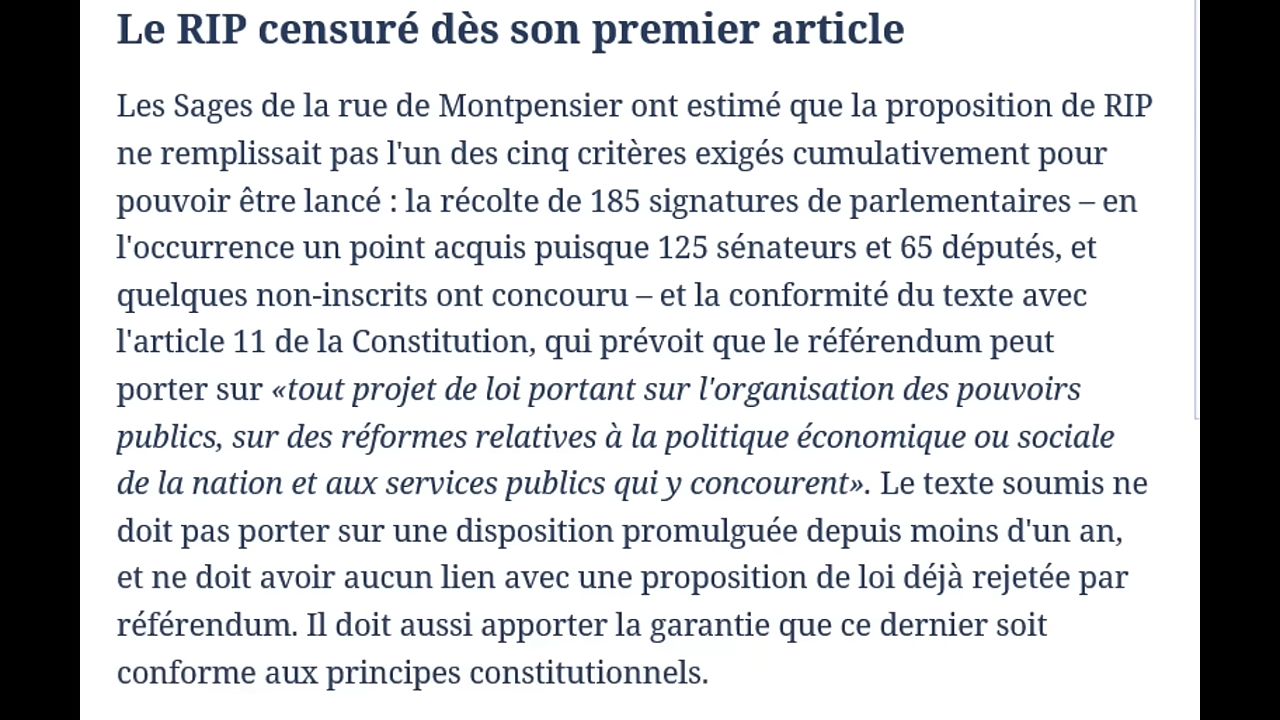 Le RIP censuré dès son premier article
Les Sages de la rue de Montpensier ont estimé que la proposition de RIP
ne remplissait pas l'un des cinq critères exigés cumulativement pour
pouvoir être lancé : la récolte de 185 signatures de parlementaires – en
l'occurrence un point acquis puisque 125 sénateurs et 65 députés, et
quelques non-inscrits ont concouru – et la conformité du texte avec
l'article 11 de la Constitution, qui prévoit que le référendum peut
porter sur «tout projet de loi portant sur l'organisation des pouvoirs
publics, sur des réformes relatives à la politique économique ou sociale
de la nation et aux services publics qui y concourent». Le texte soumis ne
doit pas porter sur une disposition promulguée depuis moins d'un an,
et ne doit avoir aucun lien avec une proposition de loi déjà rejetée par
référendum. Il doit aussi apporter la garantie que ce dernier soit
conforme aux principes constitutionnels.